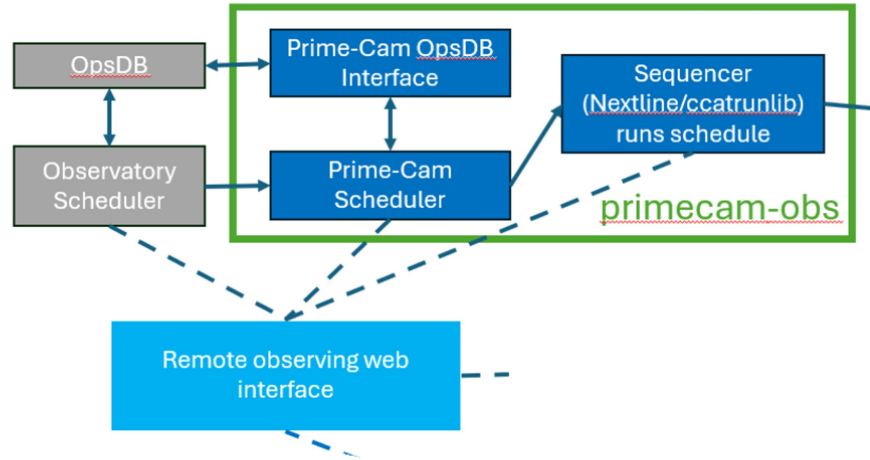 OpsDB
Prime-Cam OpsDB
Interface
Sequencer
(Nextline/ccatrunlib)
runs schedule
Observatory
Scheduler
Prime-Cam
Scheduler
primecam-obs
Remote observing web
interface